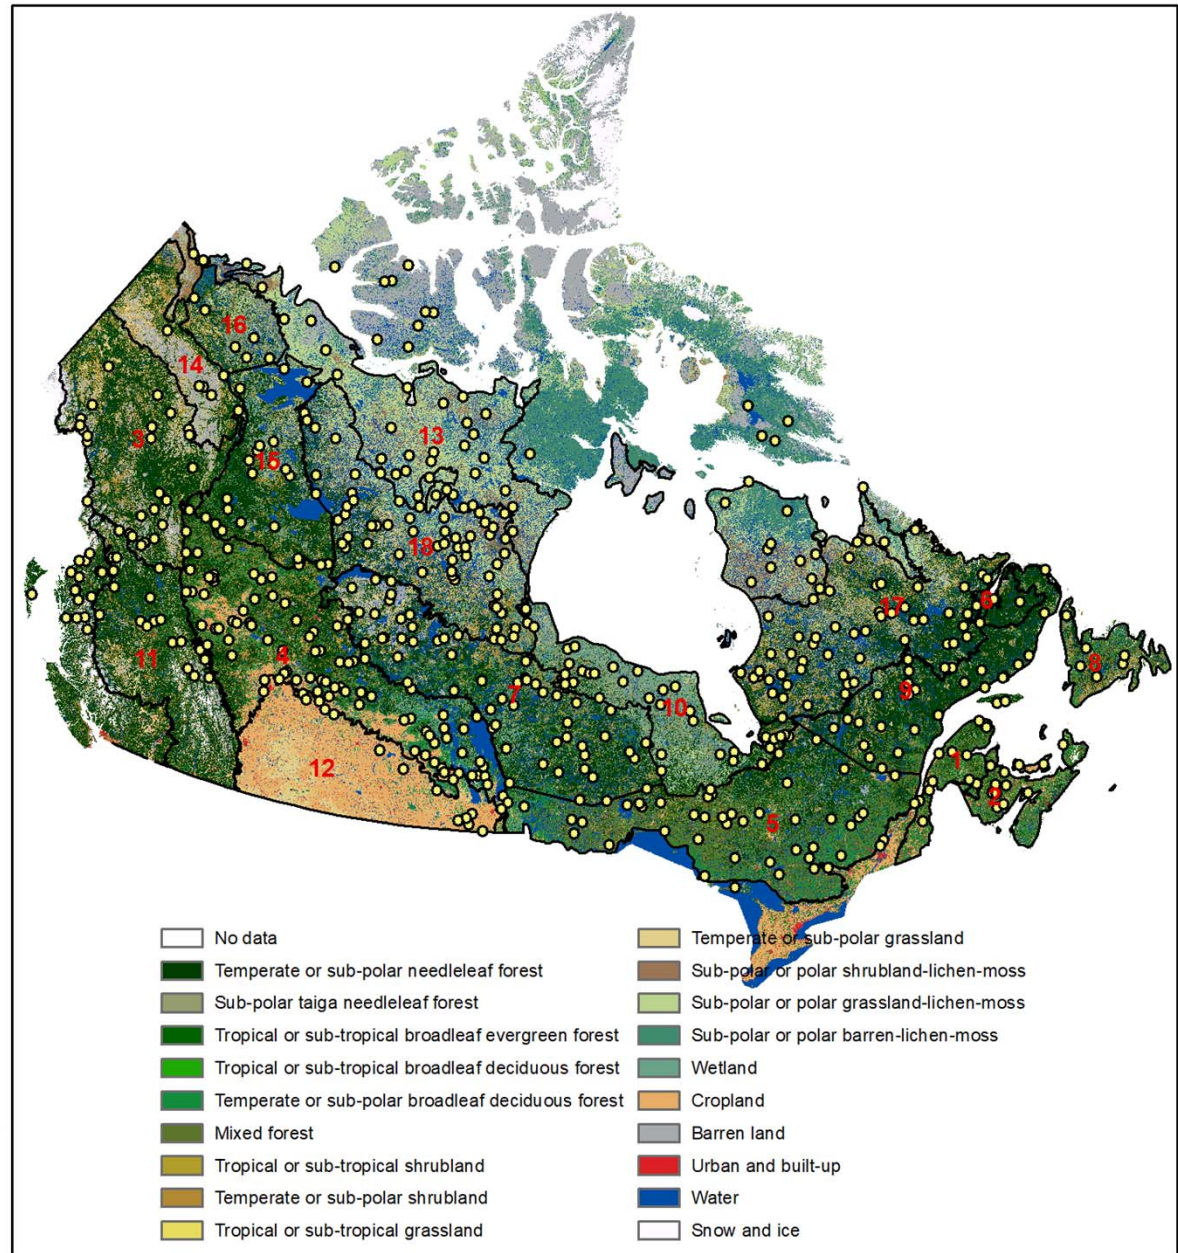 16
14
3
13
15
18
17
6
11
4
8
7
9
10
12
1
2
5
No data
Temperate or sub-polar needleleaf forest
Sub-polar taiga needleleaf forest
Tropical or sub-tropical broadleaf evergreen forest
Tropical or sub-tropical broadleaf deciduous forest
Temperate or sub-polar broadleaf deciduous forest
Mixed forest
Tropical or sub-tropical shrubland
Temperate or sub-polar shrubland
Tropical or sub-tropical grassland
Temperate or sub-polar grassland
Sub-polar or polar shrubland-lichen-moss
Sub-polar or polar grassland-lichen-moss
Sub-polar or polar barren-lichen-moss
Wetland
Cropland
Barren land
Urban and built-up
Water
Snow and ice